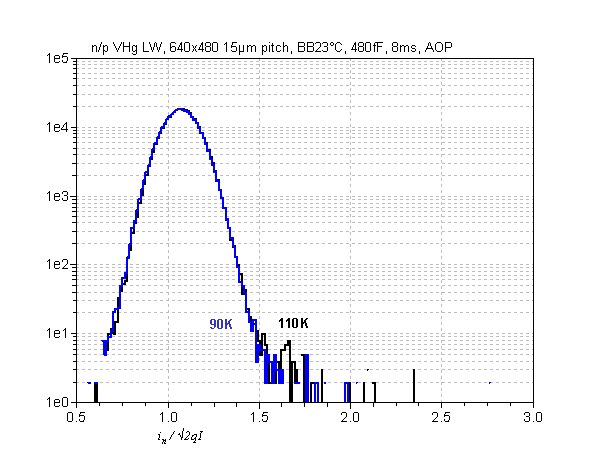 n/p VHg LW, 640x480 15µm pitch, BB23°C, 480fF, 8ms, AOP
1e5
1e4
1e3
1e2
1e1
1e0
90K
110K
0.5 1.0 1.5 2.0 2.5 3.0
i_n / √2qI